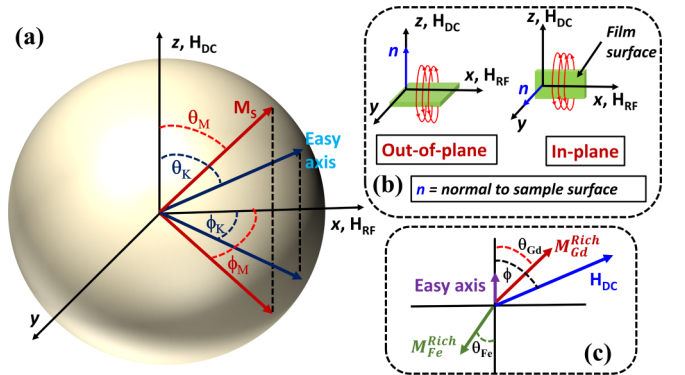 (a)
z, H_DC
θ_M
M_S
Easy
axis
θ_K
ϕ_K
x, H_RF
ϕ_M
y
z, H_DC
n
x, H_RF
y
Out-of-plane
z, H_DC
Film
surface
n
x, H_RF
y
In-plane
(b)
n = normal to sample surface
θ_Gd
M_Gd^Rich
ϕ
Easy axis
H_DC
M_Fe^Rich
θ_Fe
(c)